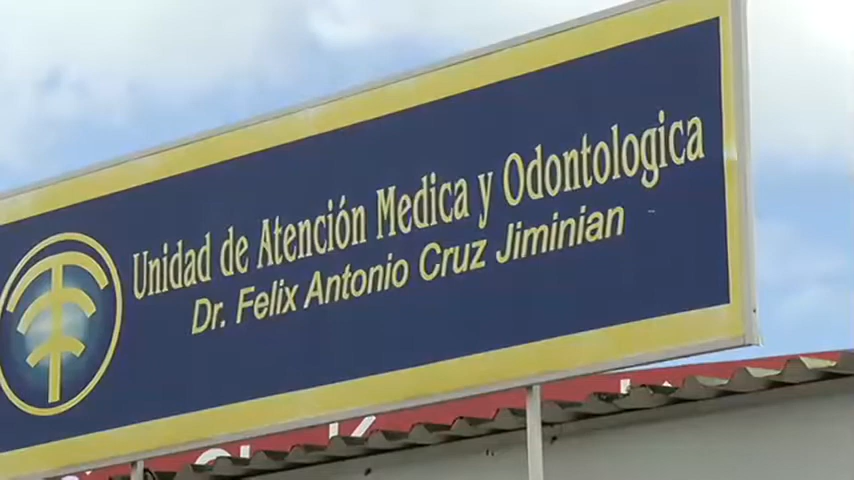 Unidad de Atención Medica y Odontologica
Dr. Felix Antonio Cruz Jiminian